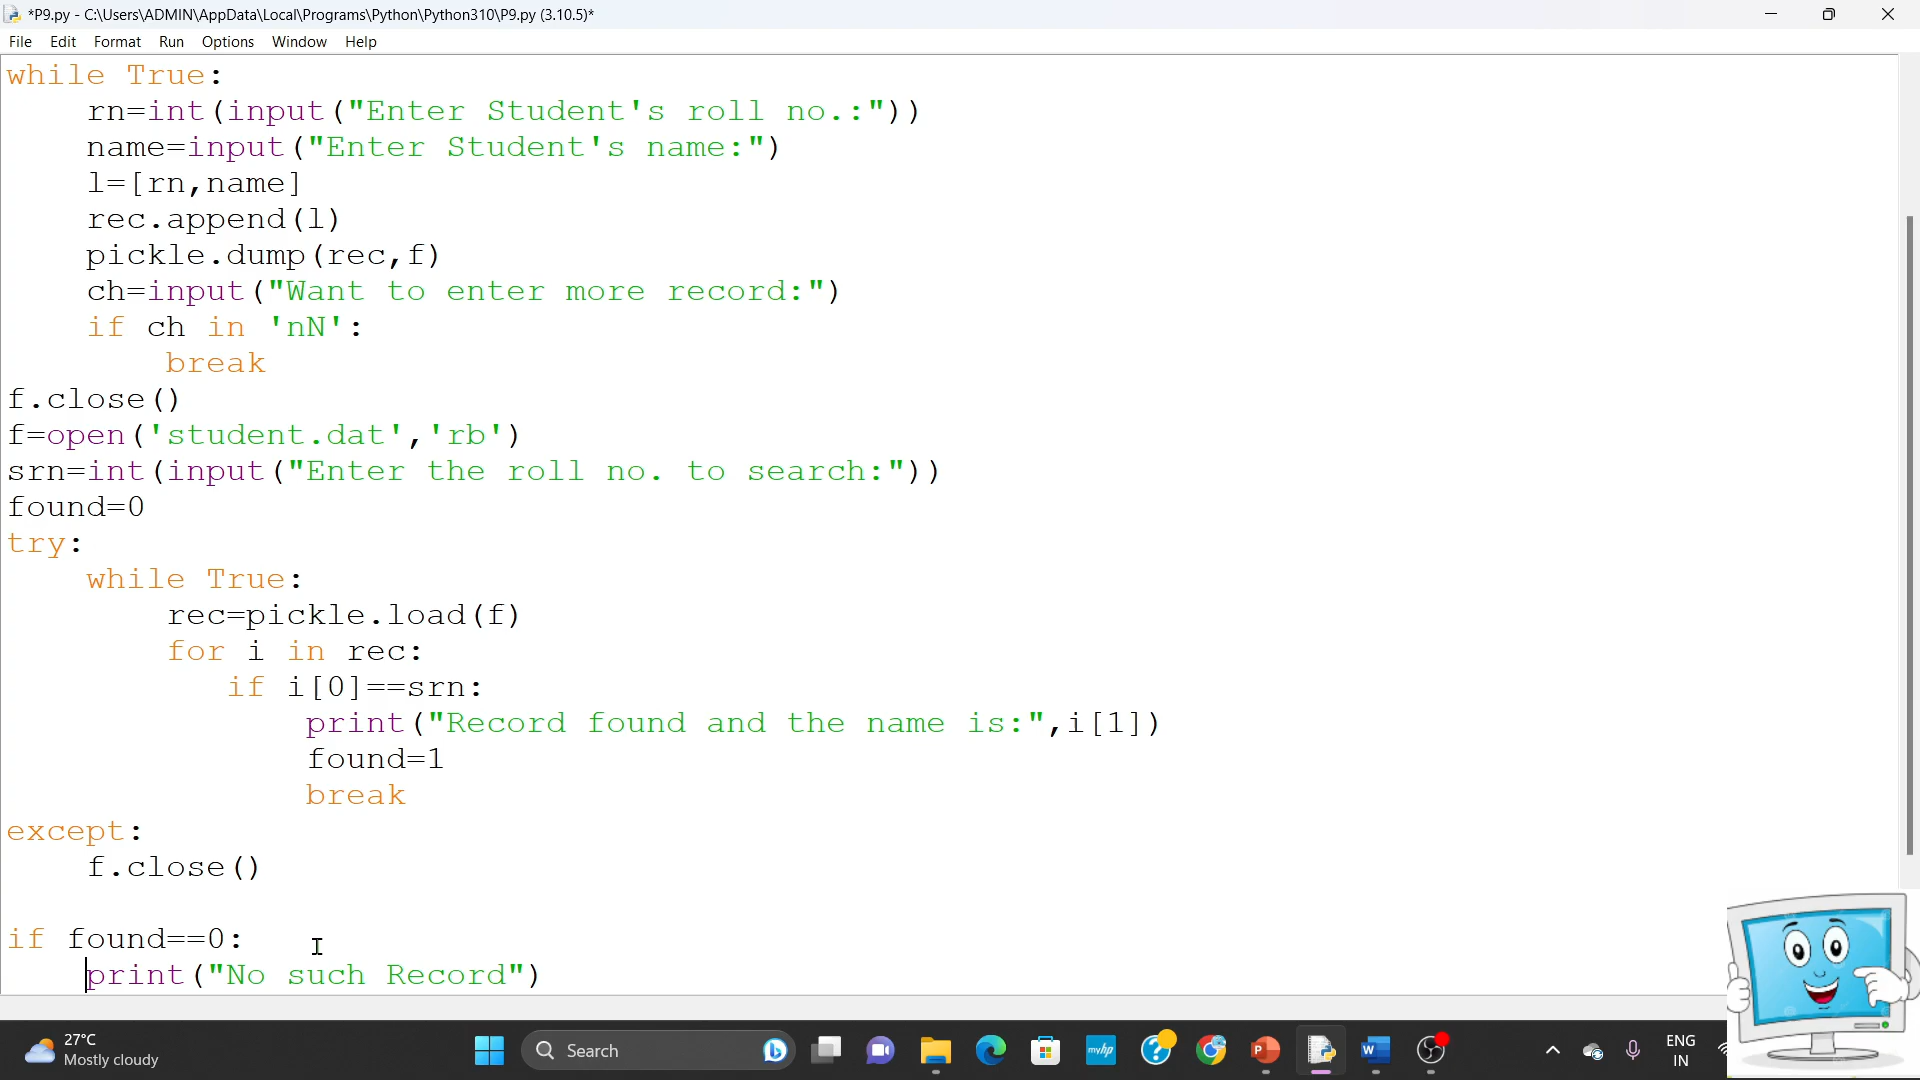 *P9.py - C:\Users\ADMIN\AppData\Local\Programs\Python\Python310\P9.py (3.10.5)*
File Edit Format Run Options Window Help
while True:
    rn=int(input("Enter Student's roll no.:"))
    name=input("Enter Student's name:")
    l=[rn,name]
    rec.append(l)
    pickle.dump(rec,f)
    ch=input("Want to enter more record:")
    if ch in 'nN':
        break
f.close()
f=open('student.dat','rb')
srn=int(input("Enter the roll no. to search:"))
found=0
try:
    while True:
        rec=pickle.load(f)
        for i in rec:
           if i[0]==srn:
               print("Record found and the name is:",i[1])
               found=1
               break
except:
    f.close()

if found==0:
    print("No such Record")
27°C
Mostly cloudy
Search
myhp
ENG
IN